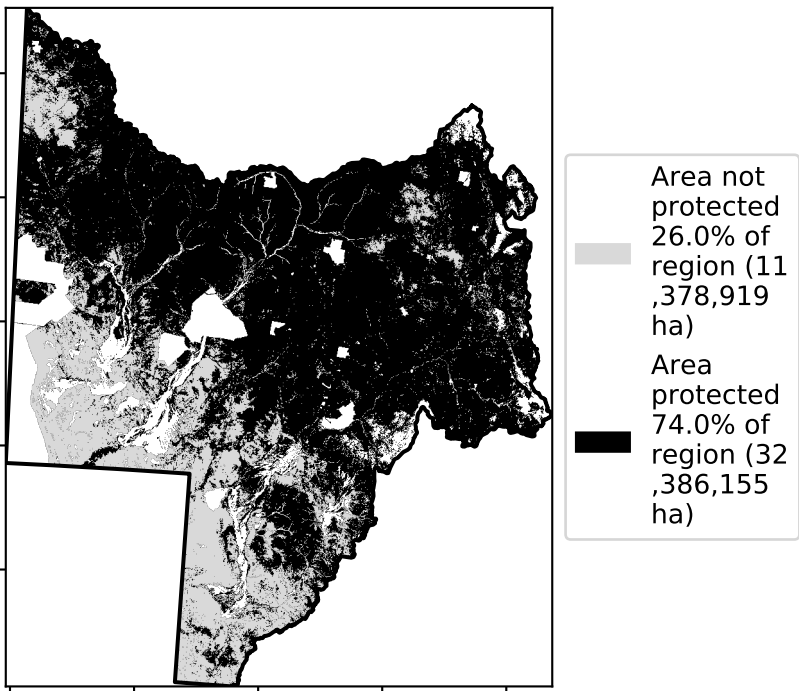 Area not
protected
26.0% of
region (11
,378,919
ha)
Area
protected
74.0% of
region (32
,386,155
ha)